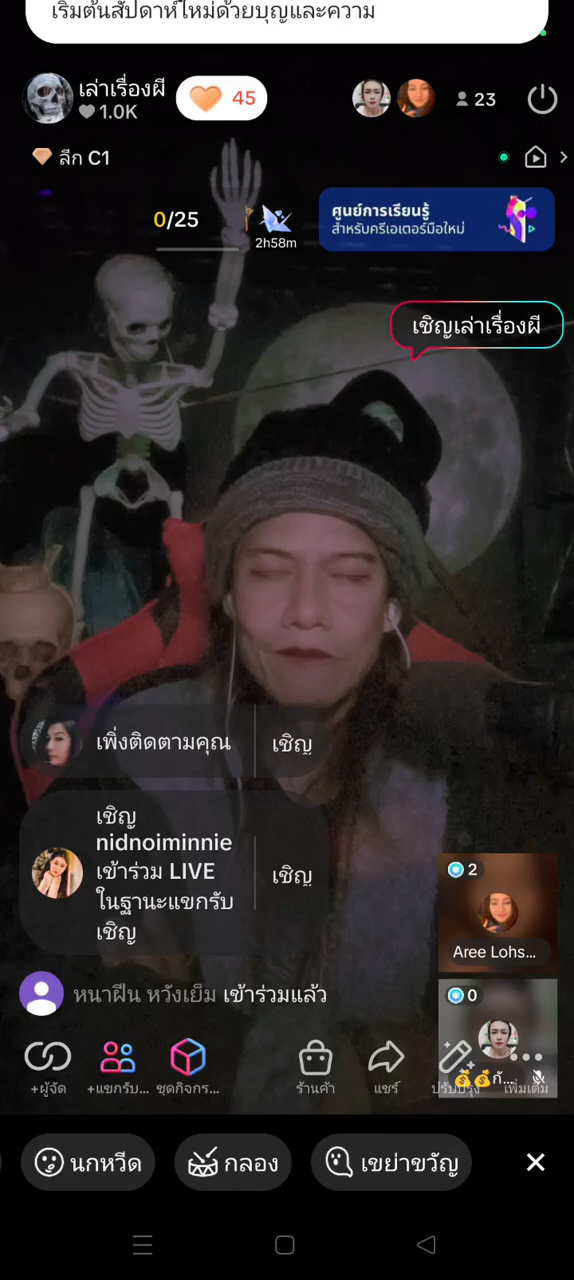 เริ่มต้นสัปดาห์ใหม่ด้วยบุญและความ
เล่าเรื่องผี
1.0K
45
23
ลีก C1
0/25
2h58m
ศูนย์การเรียนรู้
สำหรับครีเอเตอร์มือใหม่
เชิญเล่าเรื่องผี
เพิ่งติดตามคุณ
เชิญ
เชิญ
nidnoiminnie
เข้าร่วม LIVE
ในฐานะแขกรับ
เชิญ
เชิญ
2
Aree Lohs...
หนาฝีน หวังเย็ม เข้าร่วมแล้ว
0
💰💰กั...
+ผู้จัด
+แขกรับ...
ชุดกิจกร...
ร้านค้า
แชร์
ปรับปรุง
เพิ่มเติม
นกหวีด
กลอง
เขย่าขวัญ